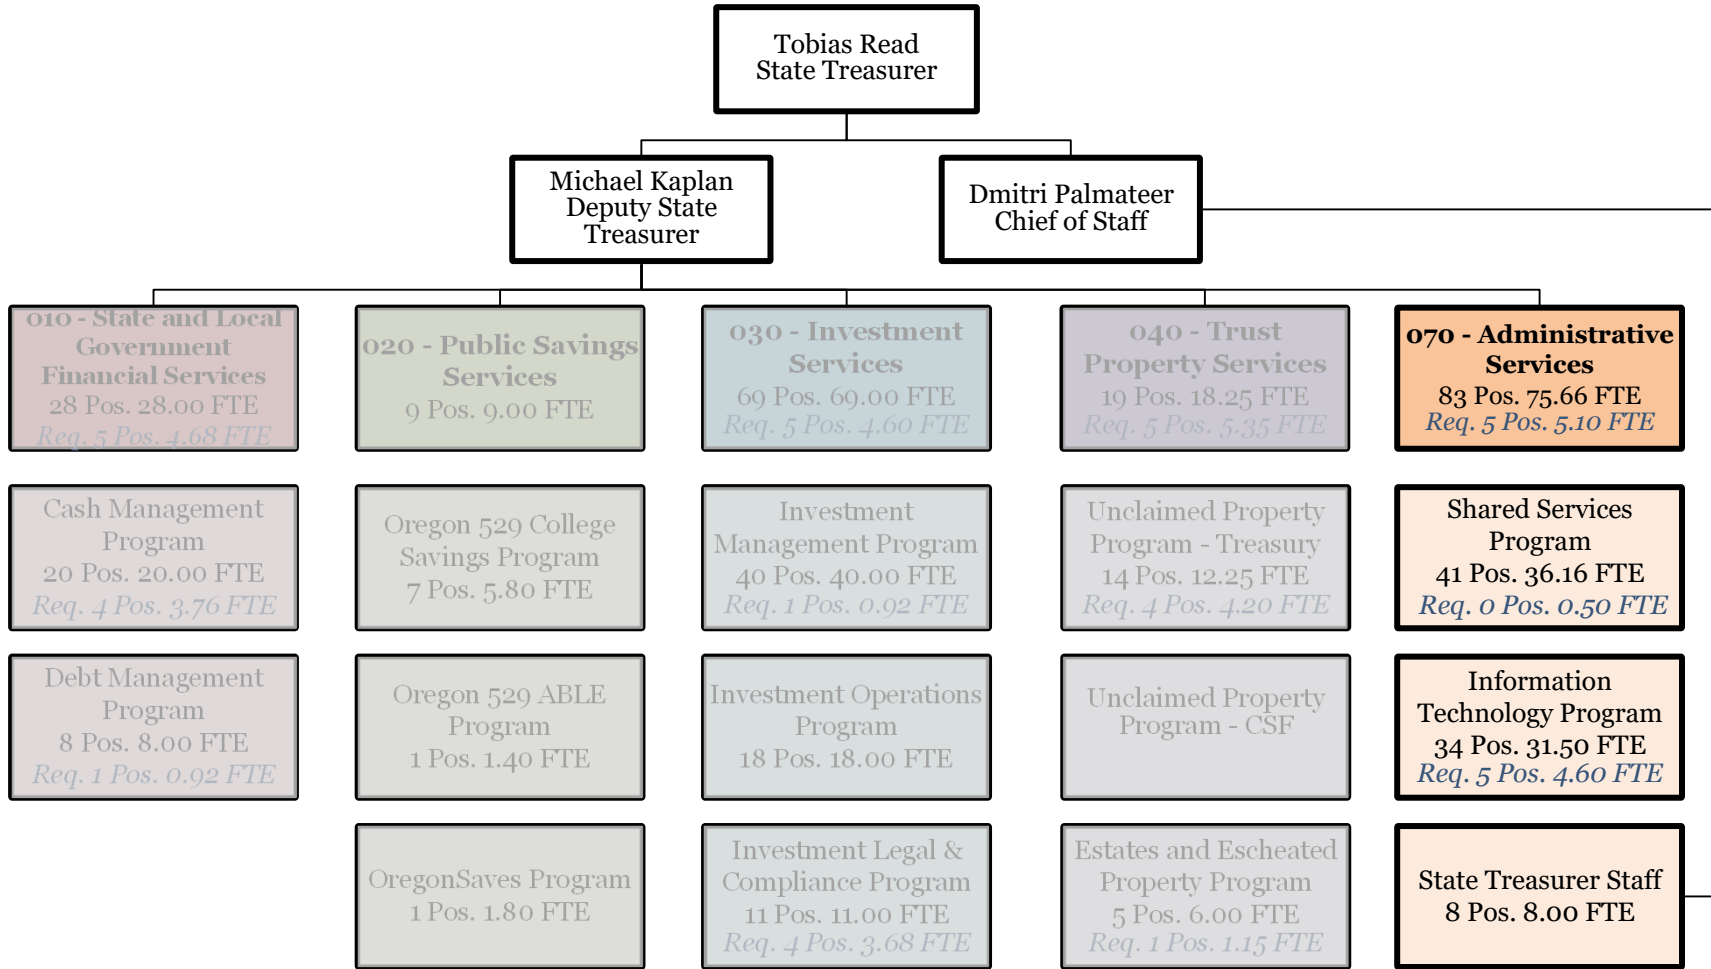 Tobias Read
State Treasurer
Michael Kaplan
Deputy State
Treasurer
Dmitri Palmateer
Chief of Staff
010 - State and Local
Government
Financial Services
28 Pos. 28.00 FTE
Req. 5 Pos. 4.68 FTE
020 - Public Savings
Services
9 Pos. 9.00 FTE
030 - Investment
Services
69 Pos. 69.00 FTE
Req. 5 Pos. 4.60 FTE
040 - Trust
Property Services
19 Pos. 18.25 FTE
Req. 5 Pos. 5.35 FTE
070 - Administrative
Services
83 Pos. 75.66 FTE
Req. 5 Pos. 5.10 FTE
Cash Management
Program
20 Pos. 20.00 FTE
Req. 4 Pos. 3.76 FTE
Oregon 529 College
Savings Program
7 Pos. 5.80 FTE
Investment
Management Program
40 Pos. 40.00 FTE
Req. 1 Pos. 0.92 FTE
Unclaimed Property
Program - Treasury
14 Pos. 12.25 FTE
Req. 4 Pos. 4.20 FTE
Shared Services
Program
41 Pos. 36.16 FTE
Req. 0 Pos. 0.50 FTE
Debt Management
Program
8 Pos. 8.00 FTE
Req. 1 Pos. 0.92 FTE
Oregon 529 ABLE
Program
1 Pos. 1.40 FTE
Investment Operations
Program
18 Pos. 18.00 FTE
Unclaimed Property
Program - CSF
Information
Technology Program
34 Pos. 31.50 FTE
Req. 5 Pos. 4.60 FTE
OregonSaves Program
1 Pos. 1.80 FTE
Investment Legal &
Compliance Program
11 Pos. 11.00 FTE
Req. 4 Pos. 3.68 FTE
Estates and Escheated
Property Program
5 Pos. 6.00 FTE
Req. 1 Pos. 1.15 FTE
State Treasurer Staff
8 Pos. 8.00 FTE